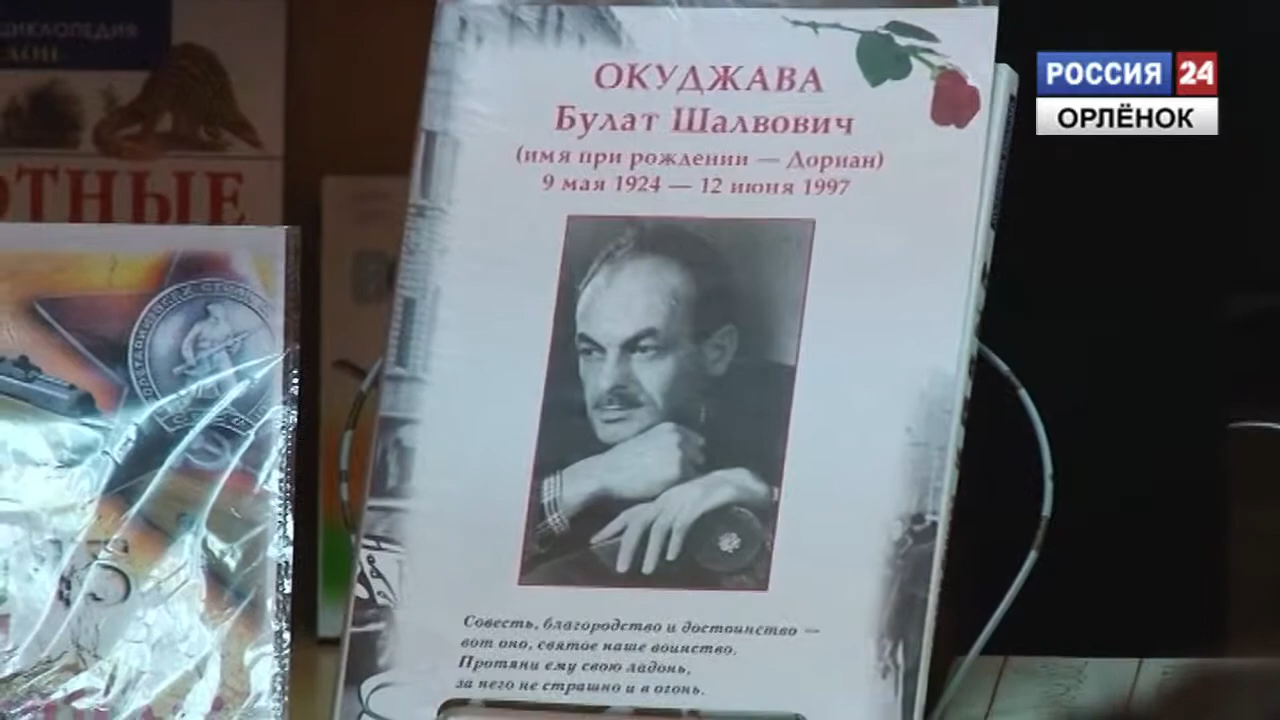 ОКУДЖАВА
Булат Шалвович
(имя при рождении — Дориан)
9 мая 1924 — 12 июня 1997
Совесть, благородство и достоинство —
вот оно, святое наше воинство.
Протяни ему свою ладонь,
за него не страшно и в огонь.
РОССИЯ 24
ОРЛЁНОК